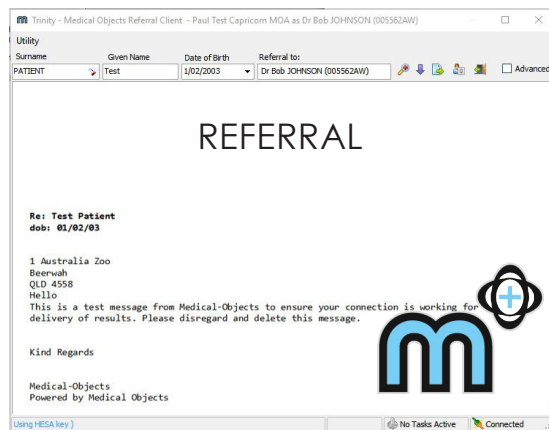 Trinity - Medical Objects Referral Client - Paul Test Capricorn MOA as Dr Bob JOHNSON (005562AW)
Utility
Surname Given Name Date of Birth Referral to:
PATIENT Test 1/02/2003 Dr Bob JOHNSON (005562AW) Advanced
REFERRAL
Re: Test Patient
dob: 01/02/03
1 Australia Zoo
Beerwah
QLD 4558
Hello
This is a test message from Medical-Objects to ensure your connection is working for
delivery of results. Please disregard and delete this message.
Kind Regards
Medical-Objects
Powered by Medical Objects
m
Using HESA key ) No Tasks Active Connected